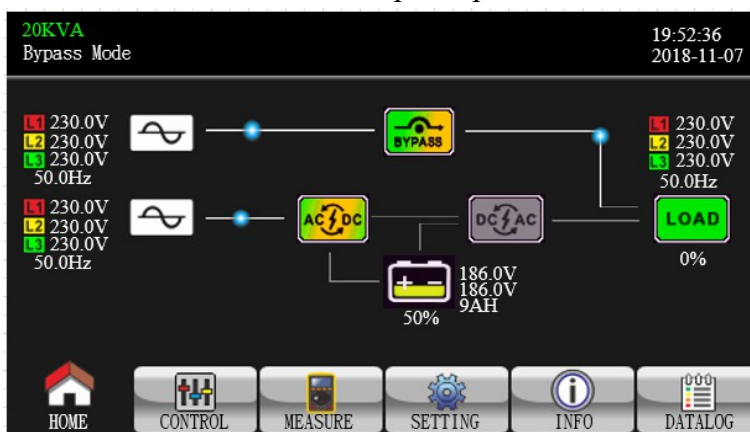 20KVA
Bypass Mode
19:52:36
2018-11-07
L1 230.0V
L2 230.0V
L3 230.0V
50.0Hz
BYPASS
L1 230.0V
L2 230.0V
L3 230.0V
50.0Hz
L1 230.0V
L2 230.0V
L3 230.0V
50.0Hz
AC DC
DC AC
LOAD
0%
186.0V
186.0V
9AH
50%
HOME
CONTROL
MEASURE
SETTING
INFO
DATALOG